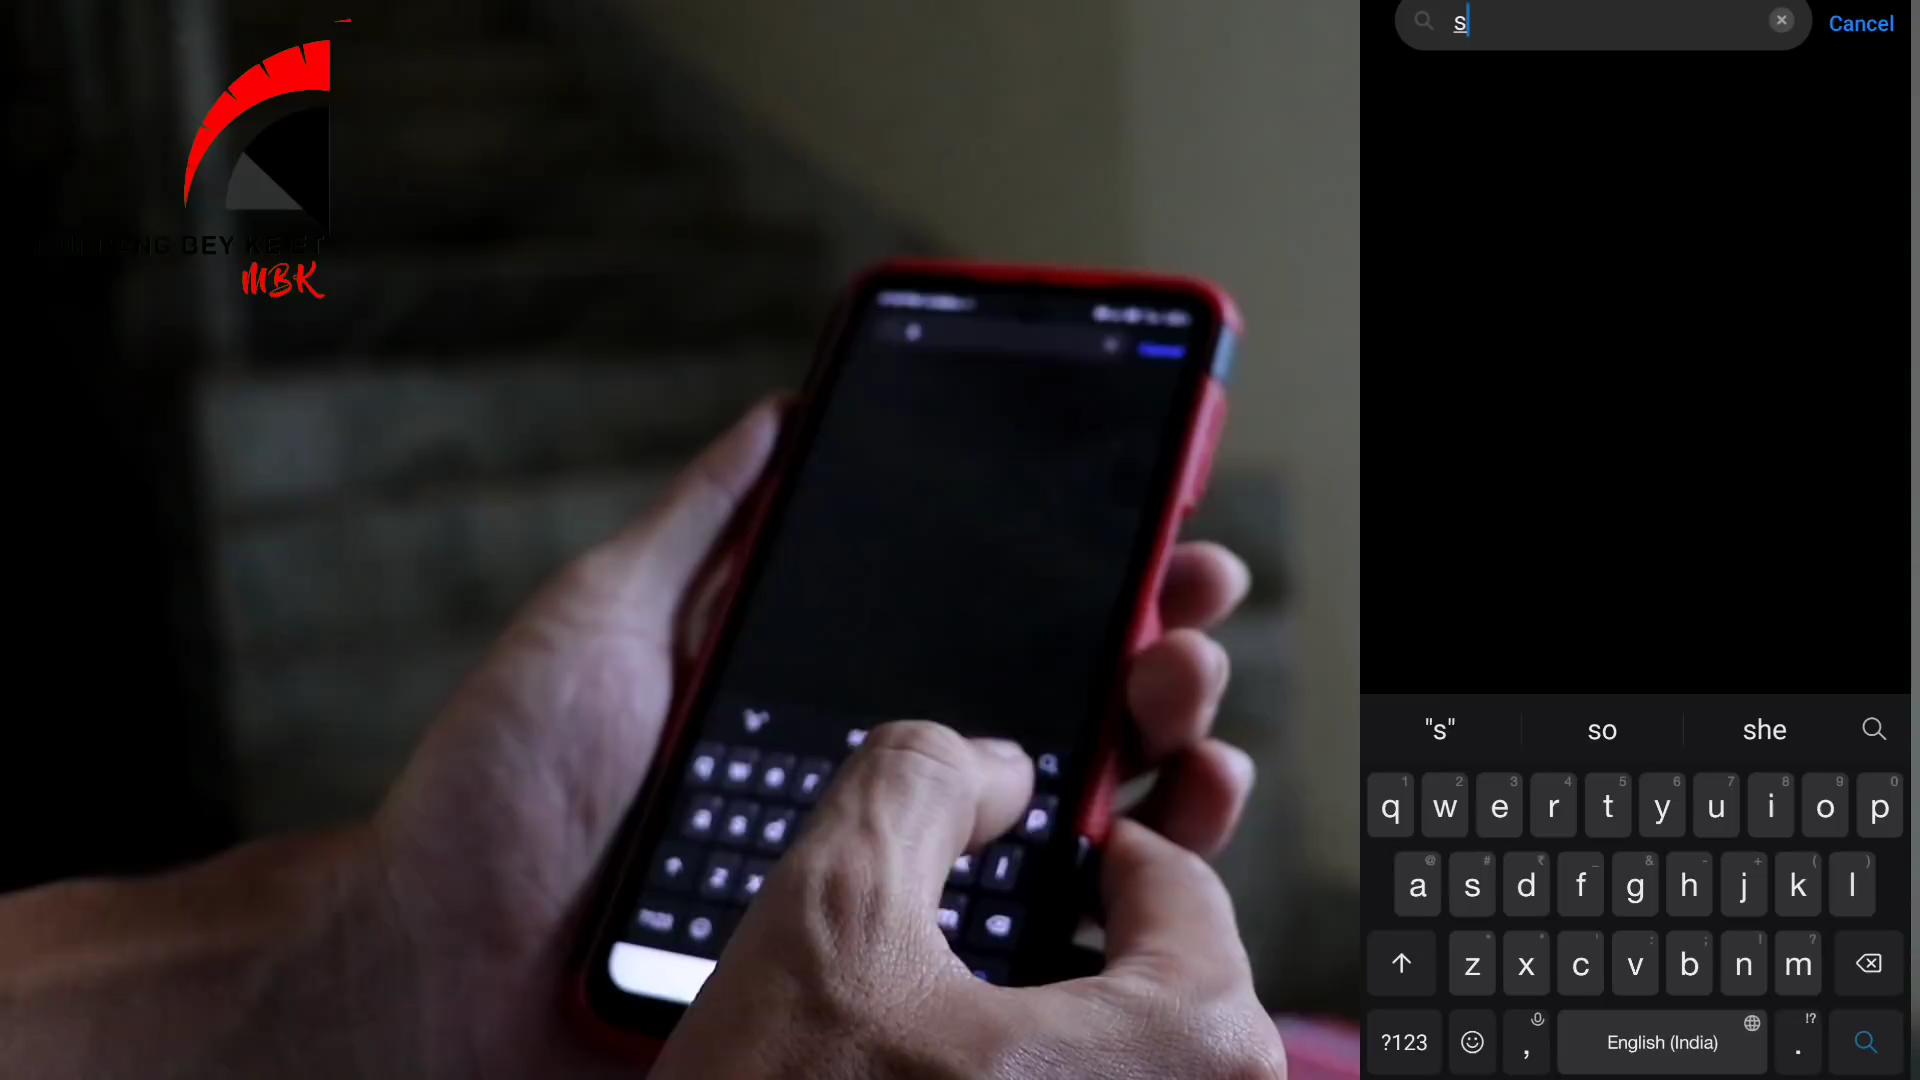 MBK
s
Cancel
"s" so she
1 2 3 4 5 6 7 8 9 0
q w e r t y u i o p
@ # ₹ _ & - + ( )
a s d f g h j k l
" * ' : ; ! ?
z x c v b n m
?123 , English (India) !? .